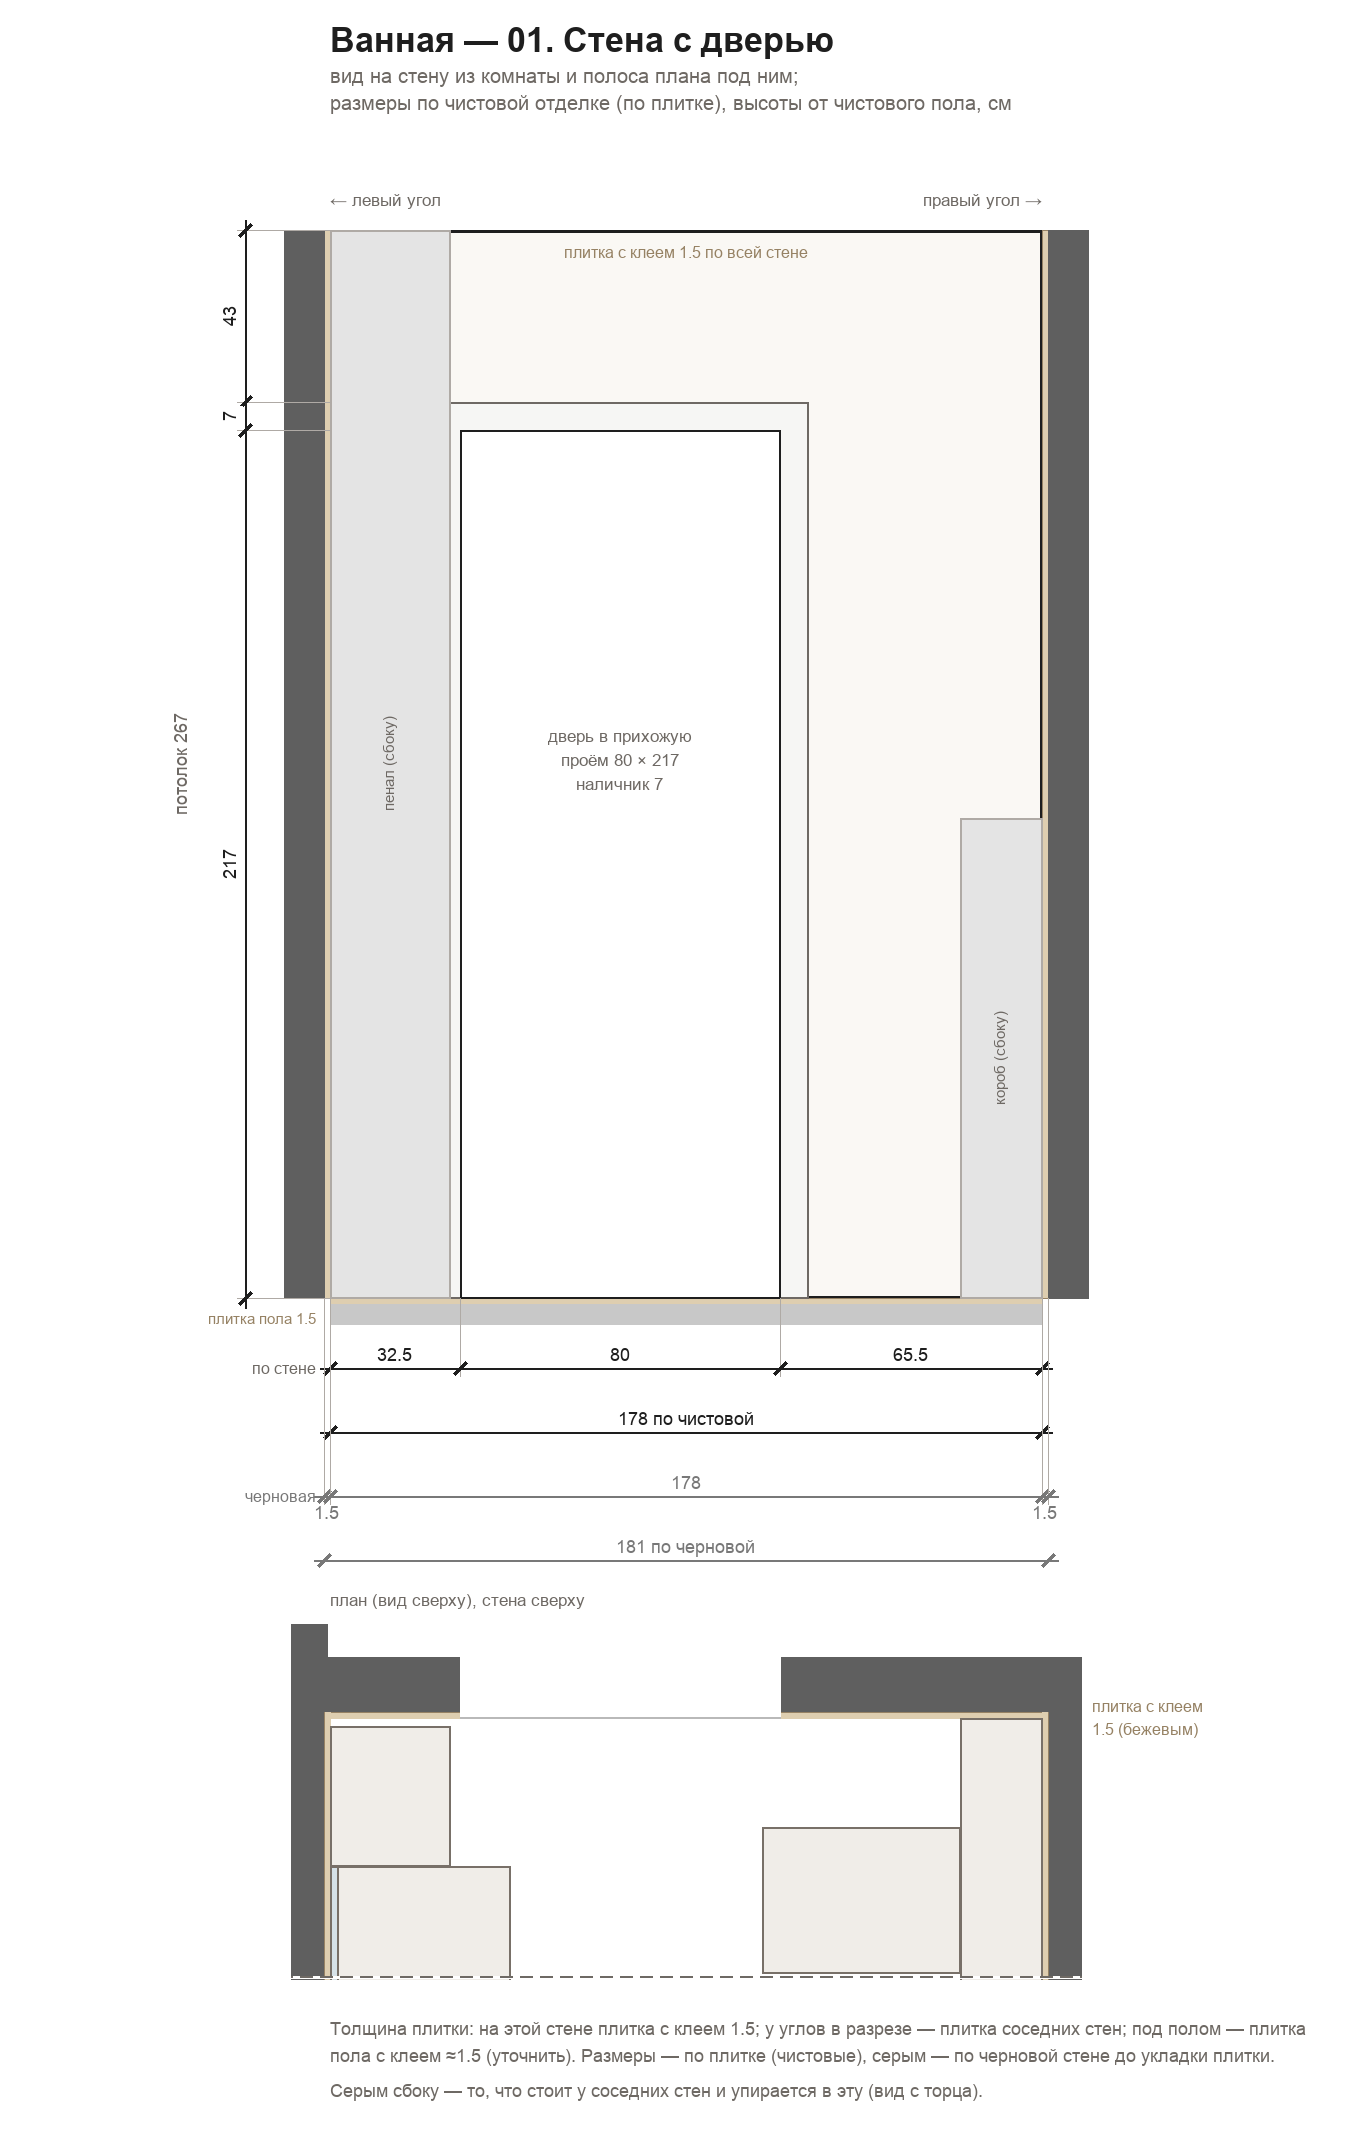 Ванная — 01. Стена с дверью
вид на стену из комнаты и полоса плана под ним;
размеры по чистовой отделке (по плитке), высоты от чистового пола, см
← левый угол
правый угол →
плитка с клеем 1.5 по всей стене
43
7
217
потолок 267
пенал (сбоку)
дверь в прихожую
проём 80 × 217
наличник 7
короб (сбоку)
плитка пола 1.5
по стене
32.5
80
65.5
178 по чистовой
черновая
178
1.5
1.5
181 по черновой
план (вид сверху), стена сверху
плитка с клеем
1.5 (бежевым)
Толщина плитки: на этой стене плитка с клеем 1.5; у углов в разрезе — плитка соседних стен; под полом — плитка
пола с клеем ≈1.5 (уточнить). Размеры — по плитке (чистовые), серым — по черновой стене до укладки плитки.
Серым сбоку — то, что стоит у соседних стен и упирается в эту (вид с торца).